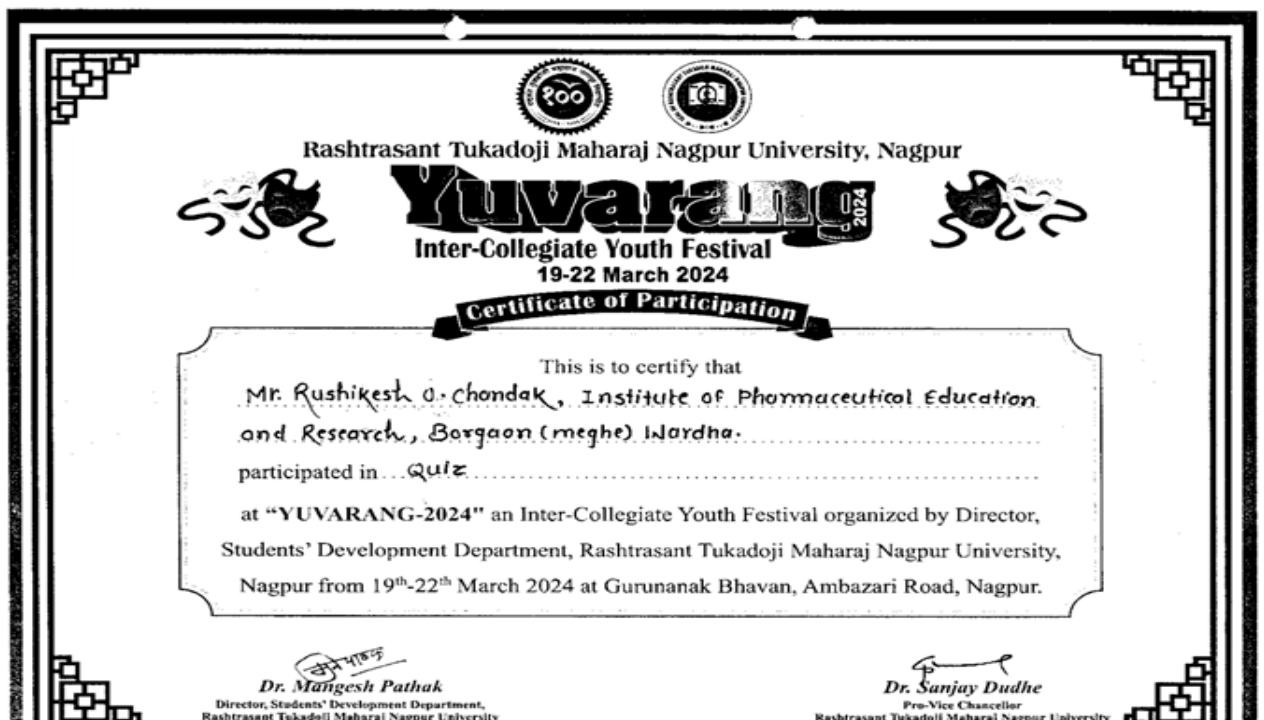 १००
Rashtrasant Tukadoji Maharaj Nagpur University, Nagpur
Yuvarang 2024
Inter-Collegiate Youth Festival
19-22 March 2024
Certificate of Participation
This is to certify that
Mr. Rushikesh O. Chandak, Institute of Pharmaceutical Education
and Research, Borgaon (meghe) Wardha.
participated in Quiz
at “YUVARANG-2024" an Inter-Collegiate Youth Festival organized by Director,
Students’ Development Department, Rashtrasant Tukadoji Maharaj Nagpur University,
Nagpur from 19th-22th March 2024 at Gurunanak Bhavan, Ambazari Road, Nagpur.
Dr. Mangesh Pathak
Director, Students' Development Department,
Rashtrasant Tukadoji Maharaj Nagpur University
Dr. Sanjay Dudhe
Pro-Vice Chancellor
Rashtrasant Tukadoji Maharaj Nagpur University